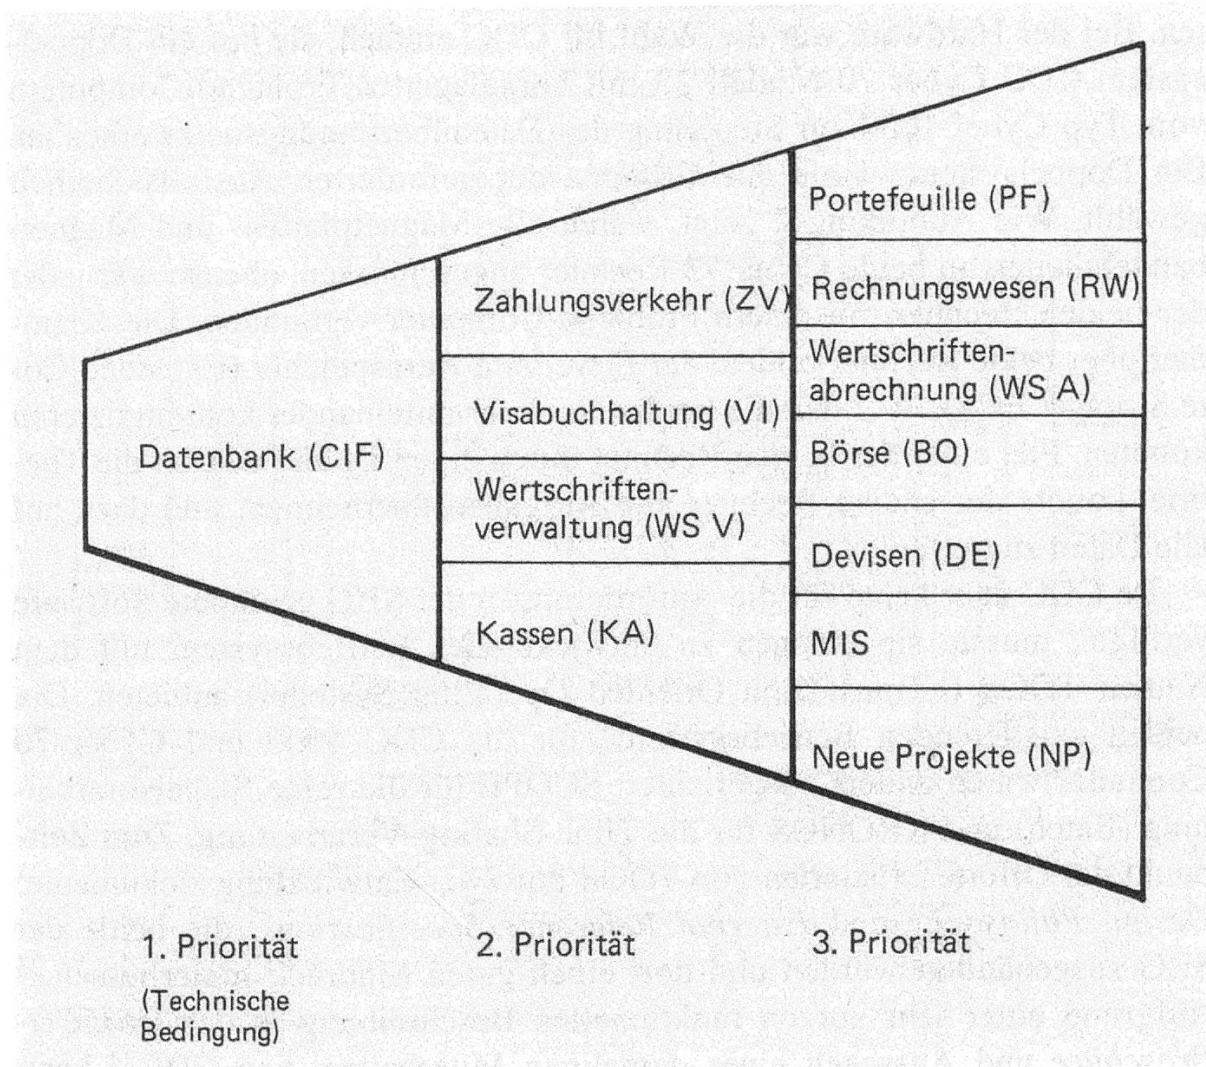 Datenbank (CIF)
Zahlungsverkehr (ZV)
Visabuchhaltung (VI)
Wertschriften-
verwaltung (WS V)
Kassen (KA)
Portefeuille (PF)
Rechnungswesen (RW)
Wertschriften-
abrechnung (WS A)
Börse (BO)
Devisen (DE)
MIS
Neue Projekte (NP)
1. Priorität
(Technische
Bedingung)
2. Priorität
3. Priorität